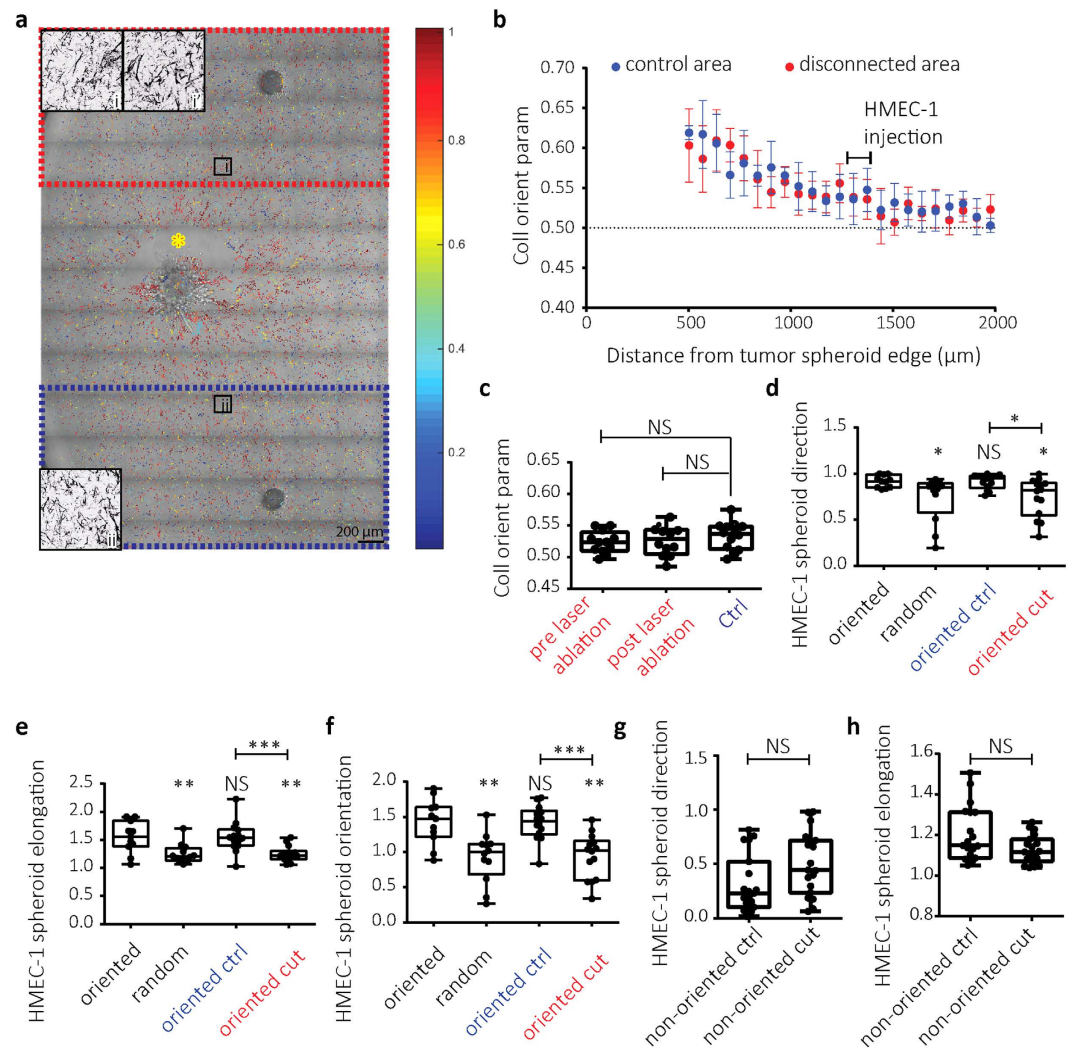 a
1
0.8
0.6
0.4
0.2
i
i'
i
ii
ii
200 µm
b
control area
disconnected area
HMEC-1
injection
Coll orient param
0.70
0.65
0.60
0.55
0.50
0.45
0.40
0
500
1000
1500
2000
Distance from tumor spheroid edge (µm)
c
NS
NS
Coll orient param
0.65
0.60
0.55
0.50
0.45
pre laser
ablation
post laser
ablation
Ctrl
d
*
* NS *
HMEC-1 spheroid direction
1.5
1.0
0.5
0.0
oriented
random
oriented ctrl
oriented cut
e
***
** NS **
HMEC-1 spheroid elongation
2.5
2.0
1.5
1.0
0.5
0.0
oriented
random
oriented ctrl
oriented cut
f
***
** NS **
HMEC-1 spheroid orientation
2.0
1.5
1.0
0.5
0.0
oriented
random
oriented ctrl
oriented cut
g
NS
HMEC-1 spheroid direction
1.5
1.0
0.5
0.0
non-oriented ctrl
non-oriented cut
h
NS
HMEC-1 spheroid elongation
1.6
1.4
1.2
1.0
0.8
non-oriented ctrl
non-oriented cut